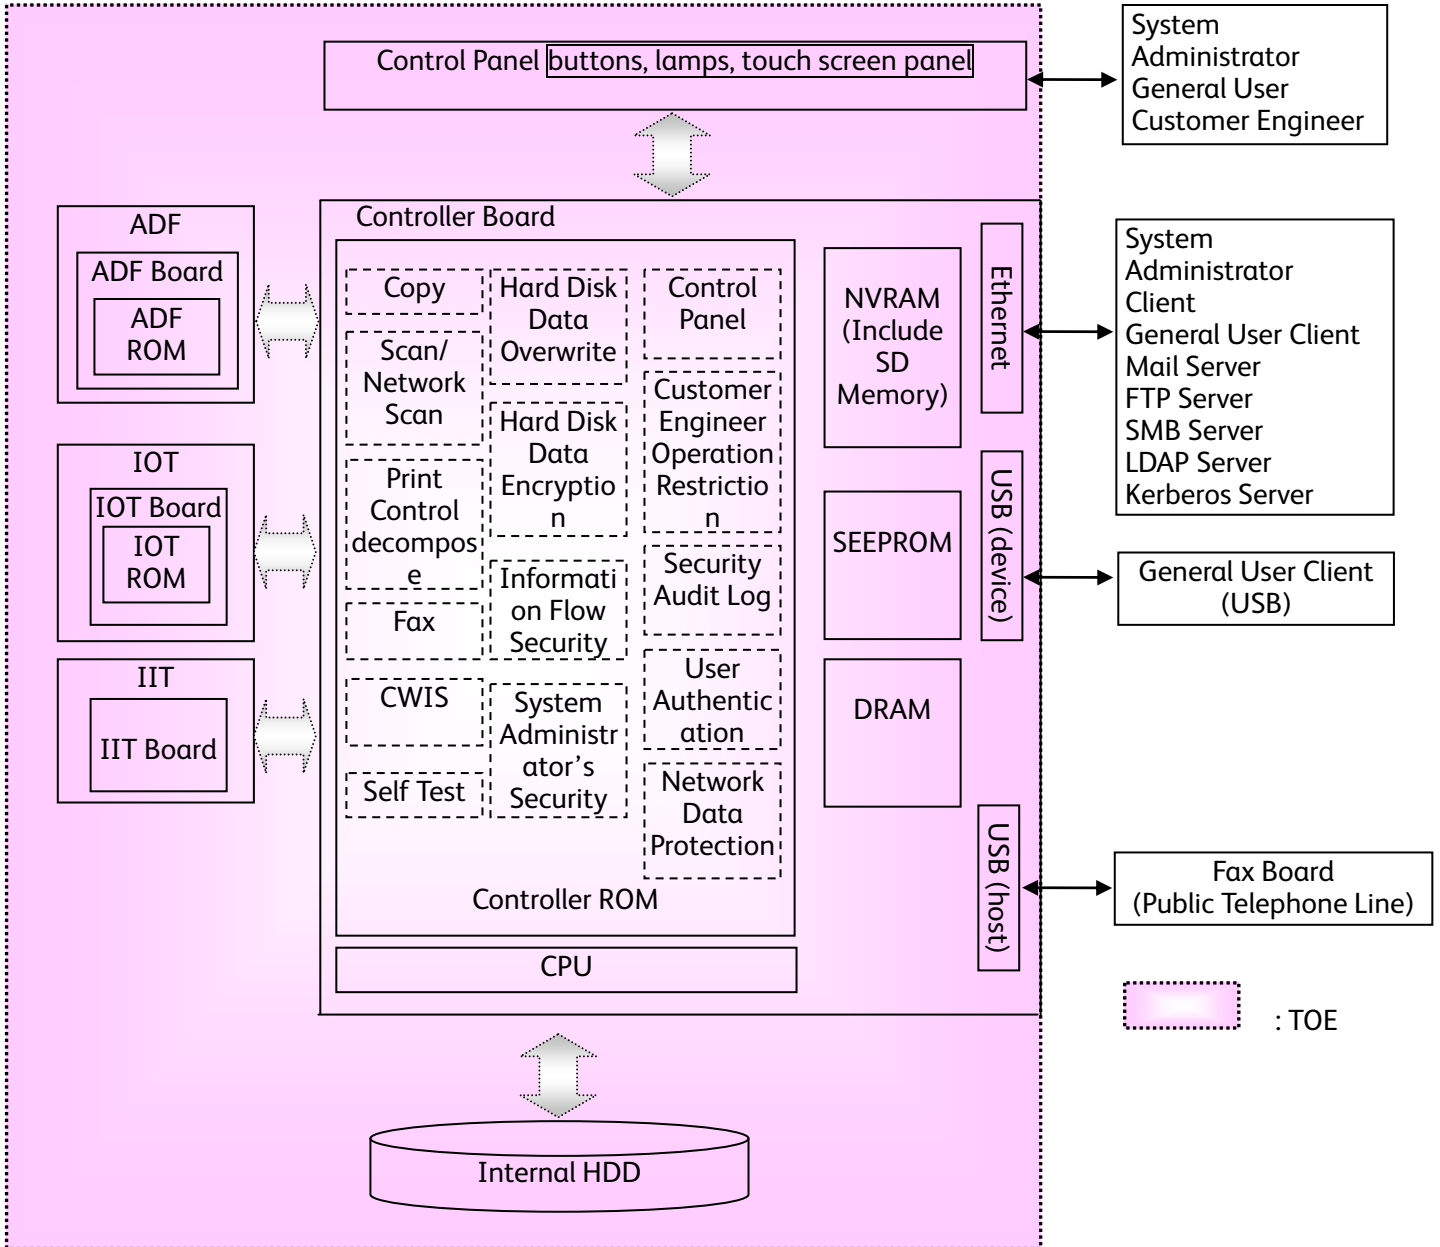 Control Panel buttons, lamps, touch screen panel
System
Administrator
General User
Customer Engineer
ADF
ADF Board
ADF
ROM
IOT
IOT Board
IOT
ROM
IIT
IIT Board
Controller Board
Copy
Scan/
Network
Scan
Print
Control
decompos
e
Fax
CWIS
Self Test
Hard Disk
Data
Overwrite
Hard Disk
Data
Encryptio
n
Informati
on Flow
Security
System
Administr
ator’s
Security
Control
Panel
Customer
Engineer
Operation
Restrictio
n
Security
Audit Log
User
Authentic
ation
Network
Data
Protection
Controller ROM
CPU
NVRAM
(Include
SD
Memory)
SEEPROM
DRAM
Ethernet
USB (device)
USB (host)
System
Administrator
Client
General User Client
Mail Server
FTP Server
SMB Server
LDAP Server
Kerberos Server
General User Client
(USB)
Fax Board
(Public Telephone Line)
: TOE
Internal HDD